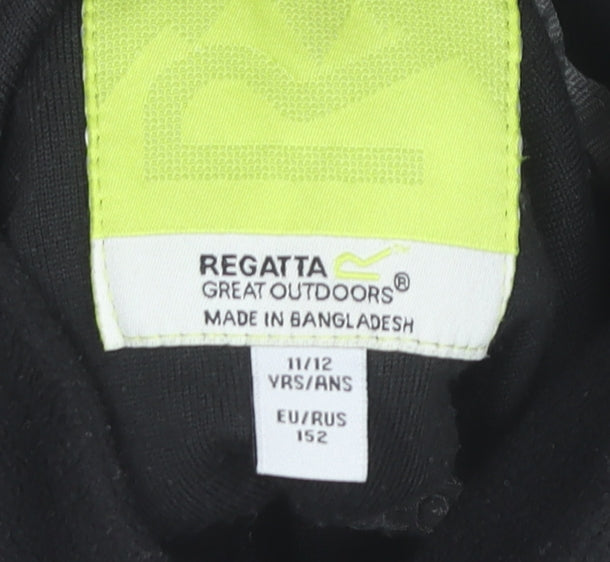 REGATTA
GREAT OUTDOORS®
MADE IN BANGLADESH
11/12
YRS/ANS
EU/RUS
152